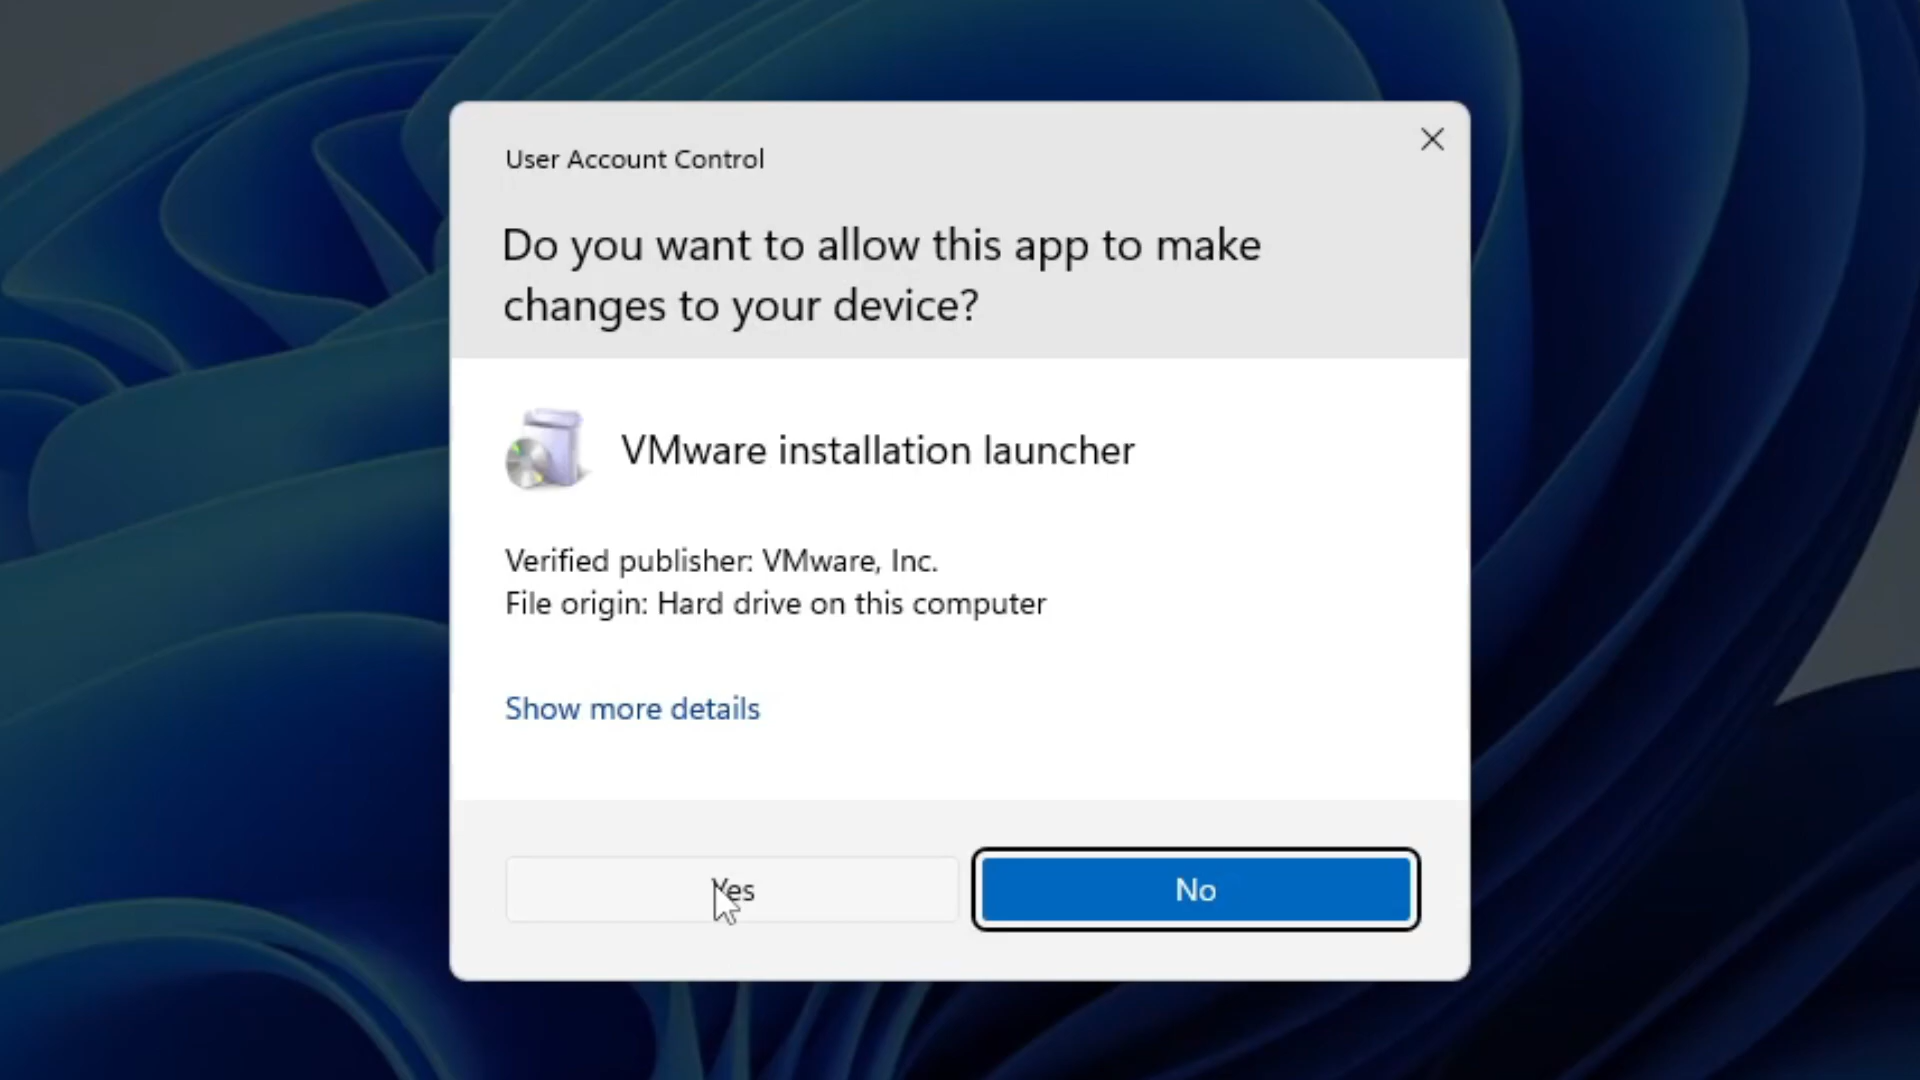 User Account Control
Do you want to allow this app to make
changes to your device?
VMware installation launcher
Verified publisher: VMware, Inc.
File origin: Hard drive on this computer
Show more details
Yes
No